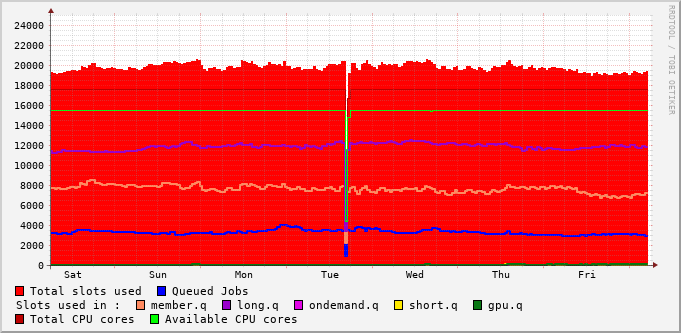 24000
22000
20000
18000
16000
14000
12000
10000
8000
6000
4000
2000
0
Sat Sun Mon Tue Wed Thu Fri
Total slots used Queued Jobs
Slots used in : member.q long.q ondemand.q short.q gpu.q
Total CPU cores Available CPU cores
RRDTOOL / TOBI OETIKER